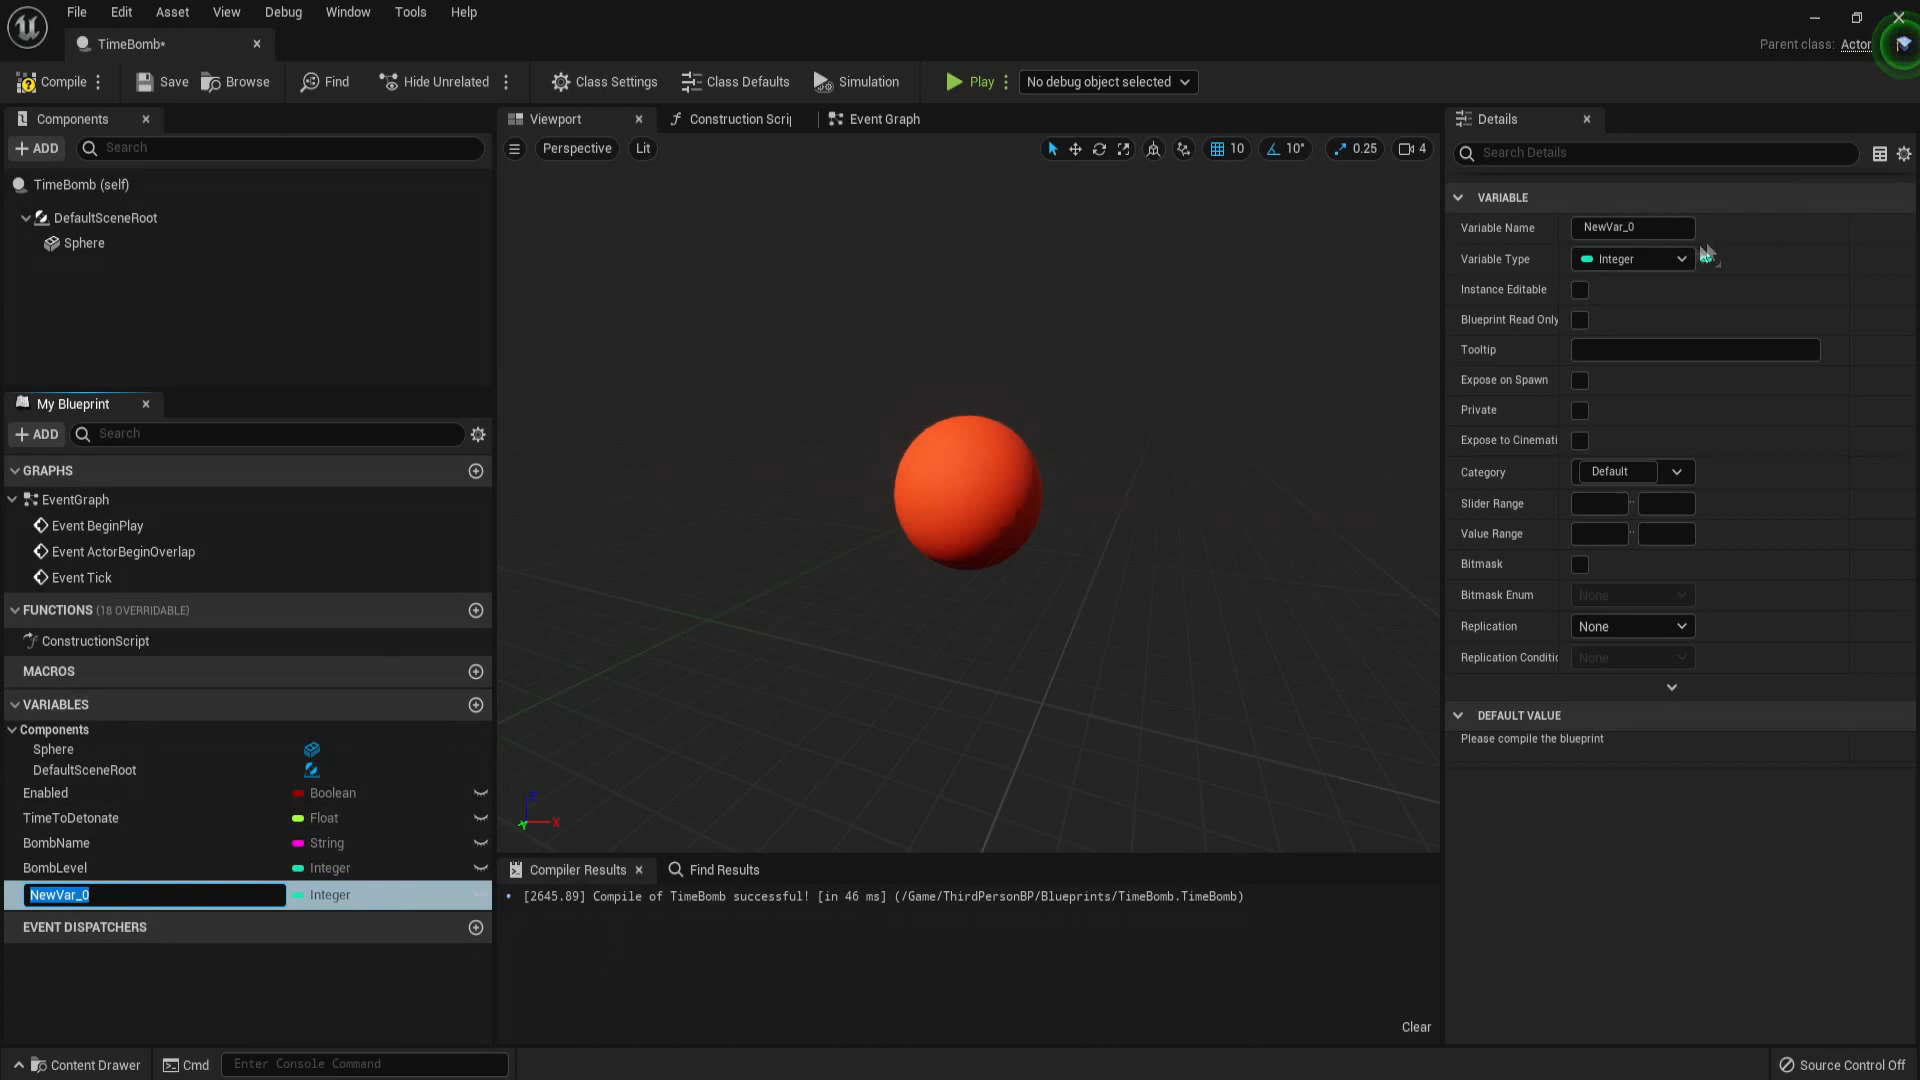 File Edit Asset View Debug Window Tools Help
TimeBomb*
Parent class: Actor
Compile Save Browse Find Hide Unrelated Class Settings Class Defaults Simulation Play No debug object selected
Components
ADD Search
TimeBomb (self)
DefaultSceneRoot
Sphere
My Blueprint
ADD Search
GRAPHS
EventGraph
Event BeginPlay
Event ActorBeginOverlap
Event Tick
FUNCTIONS (18 OVERRIDABLE)
ConstructionScript
MACROS
VARIABLES
Components
Sphere
DefaultSceneRoot
Enabled Boolean
TimeToDetonate Float
BombName String
BombLevel Integer
NewVar_0 Integer
EVENT DISPATCHERS
Viewport Construction Scrip Event Graph
Perspective Lit 10 10° 0.25 4
X
Compiler Results Find Results
• [2645.89] Compile of TimeBomb successful! [in 46 ms] (/Game/ThirdPersonBP/Blueprints/TimeBomb.TimeBomb)
Clear
Details
Search Details
VARIABLE
Variable Name NewVar_0
Variable Type Integer
Instance Editable
Blueprint Read Only
Tooltip
Expose on Spawn
Private
Expose to Cinemati
Category Default
Slider Range
Value Range
Bitmask
Bitmask Enum None
Replication None
Replication Conditic None
DEFAULT VALUE
Please compile the blueprint
Content Drawer Cmd Enter Console Command Source Control Off